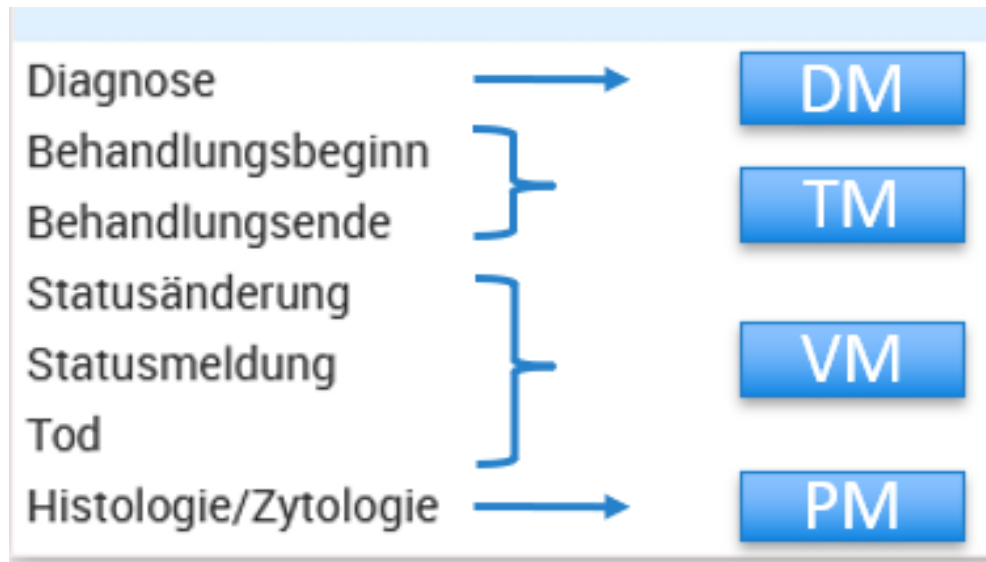 Diagnose DM
Behandlungsbeginn
Behandlungsende TM
Statusänderung
Statusmeldung VM
Tod
Histologie/Zytologie PM